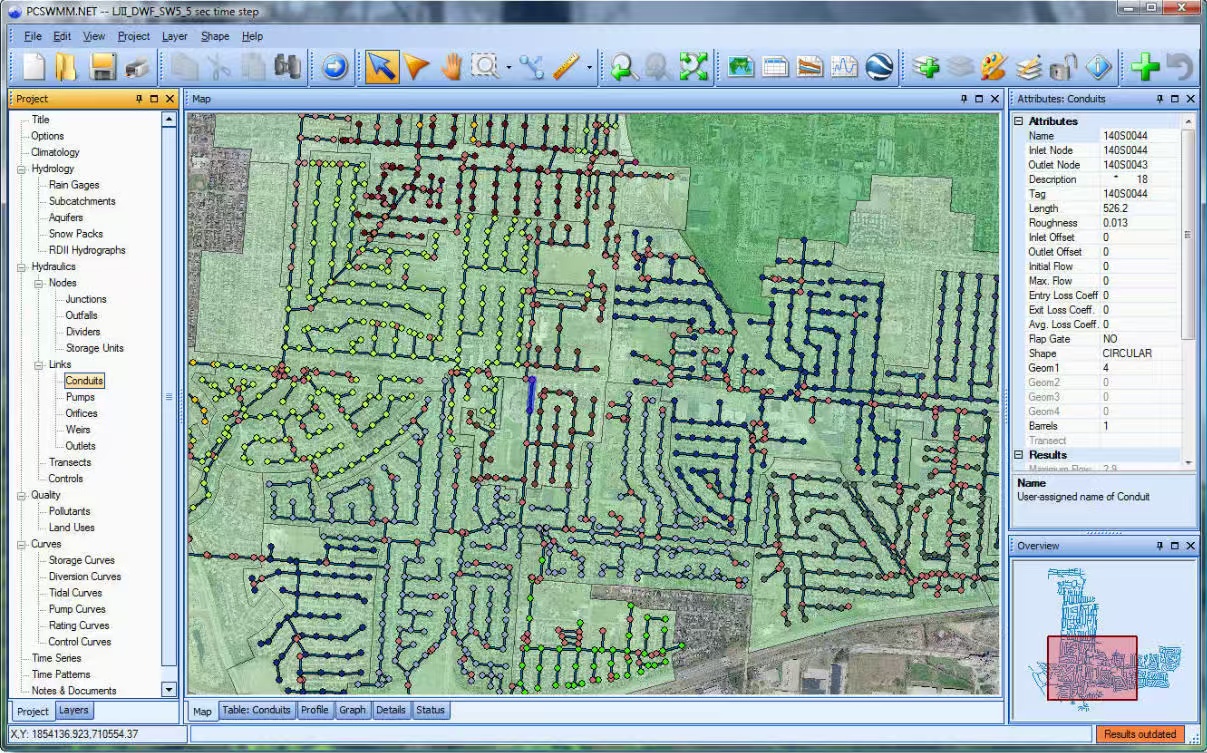 PCSWMM.NET -- LJII_DWF_SW5_5 sec time step
File Edit View Project Layer Shape Help
Project
Title
Options
Climatology
Hydrology
Rain Gages
Subcatchments
Aquifers
Snow Packs
RDII Hydrographs
Hydraulics
Nodes
Junctions
Outfalls
Dividers
Storage Units
Links
Conduits
Pumps
Orifices
Weirs
Outlets
Transects
Controls
Quality
Pollutants
Land Uses
Curves
Storage Curves
Diversion Curves
Tidal Curves
Pump Curves
Rating Curves
Control Curves
Time Series
Time Patterns
Notes & Documents
Project Layers
Map
Map Table: Conduits Profile Graph Details Status
Attributes: Conduits
Attributes
Name 140S0044
Inlet Node 140S0044
Outlet Node 140S0043
Description " 18
Tag 140S0044
Length 526.2
Roughness 0.013
Inlet Offset 0
Outlet Offset 0
Initial Flow 0
Max. Flow 0
Entry Loss Coeff 0
Exit Loss Coeff. 0
Avg. Loss Coeff. 0
Flap Gate NO
Shape CIRCULAR
Geom1 4
Geom2 0
Geom3 0
Geom4 0
Barrels 1
Transect
Results
Maximum Flow 2.9
Name
User-assigned name of Conduit
Overview
X,Y: 1854136.923,710554.37
Results outdated